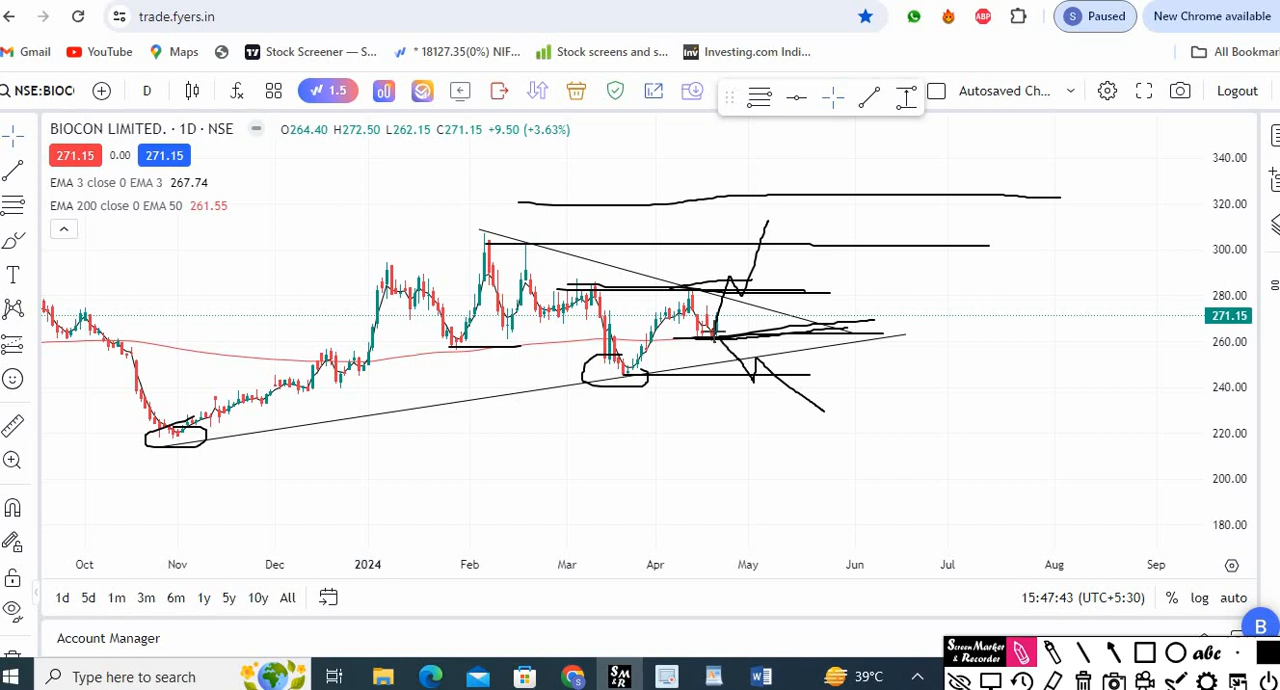 trade.fyers.in
S Paused
New Chrome available
Gmail
YouTube
Maps
Stock Screener — S...
* 18127.35(0%) NIF...
Stock screens and s...
Inv Investing.com Indi...
All Bookmar
NSE:BIOC
D
1.5
Autosaved Ch...
Logout
BIOCON LIMITED. · 1D · NSE
O264.40 H272.50 L262.15 C271.15 +9.50 (+3.63%)
271.15 0.00 271.15
EMA 3 close 0 EMA 3 267.74
EMA 200 close 0 EMA 50 261.55
340.00
320.00
300.00
280.00
271.15
260.00
240.00
220.00
200.00
180.00
Oct Nov Dec 2024 Feb Mar Apr May Jun Jul Aug Sep
1d 5d 1m 3m 6m 1y 5y 10y All
15:47:43 (UTC+5:30) % log auto
Account Manager
B
Screen Marker & Recorder
abc
Type here to search
SM R
39°C